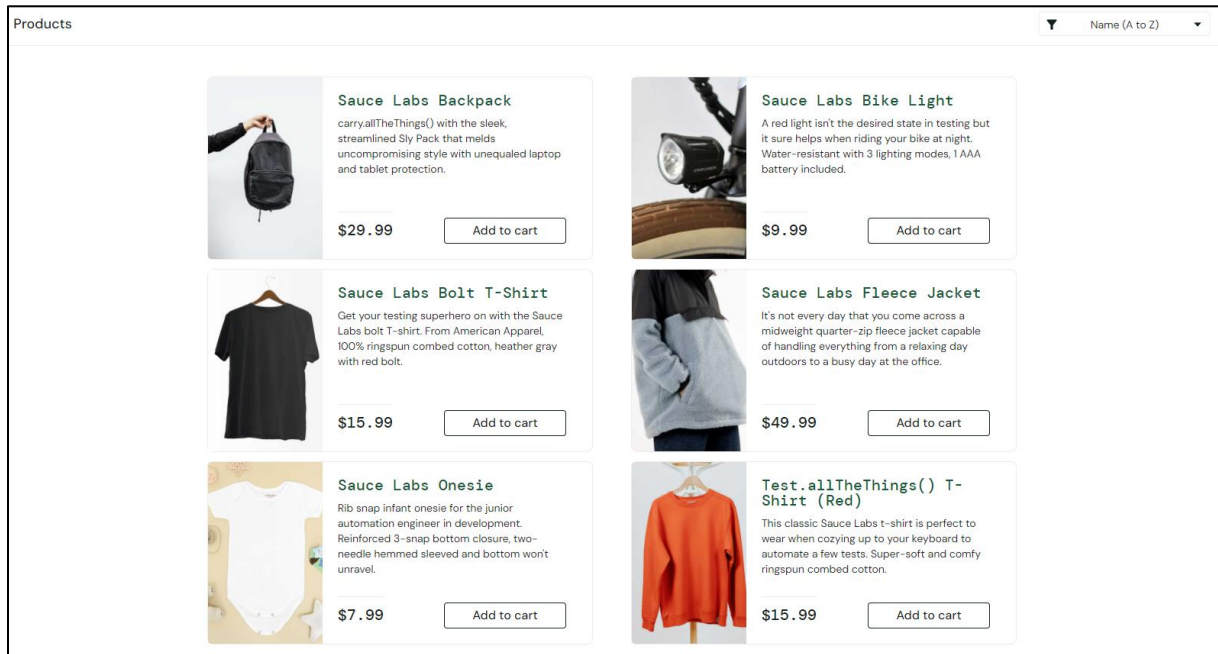 Products
Name (A to Z)
Sauce Labs Backpack
carry.allTheThings() with the sleek,
streamlined Sly Pack that melds
uncompromising style with unequaled laptop
and tablet protection.
$29.99
Add to cart
Sauce Labs Bike Light
A red light isn't the desired state in testing but
it sure helps when riding your bike at night.
Water-resistant with 3 lighting modes, 1 AAA
battery included.
$9.99
Add to cart
Sauce Labs Bolt T-Shirt
Get your testing superhero on with the Sauce
Labs bolt T-shirt. From American Apparel,
100% ringspun combed cotton, heather gray
with red bolt.
$15.99
Add to cart
Sauce Labs Fleece Jacket
It's not every day that you come across a
midweight quarter-zip fleece jacket capable
of handling everything from a relaxing day
outdoors to a busy day at the office.
$49.99
Add to cart
Sauce Labs Onesie
Rib snap infant onesie for the junior
automation engineer in development.
Reinforced 3-snap bottom closure, two-
needle hemmed sleeved and bottom won't
unravel.
$7.99
Add to cart
Test.allTheThings() T-
Shirt (Red)
This classic Sauce Labs t-shirt is perfect to
wear when cozying up to your keyboard to
automate a few tests. Super-soft and comfy
ringspun combed cotton.
$15.99
Add to cart